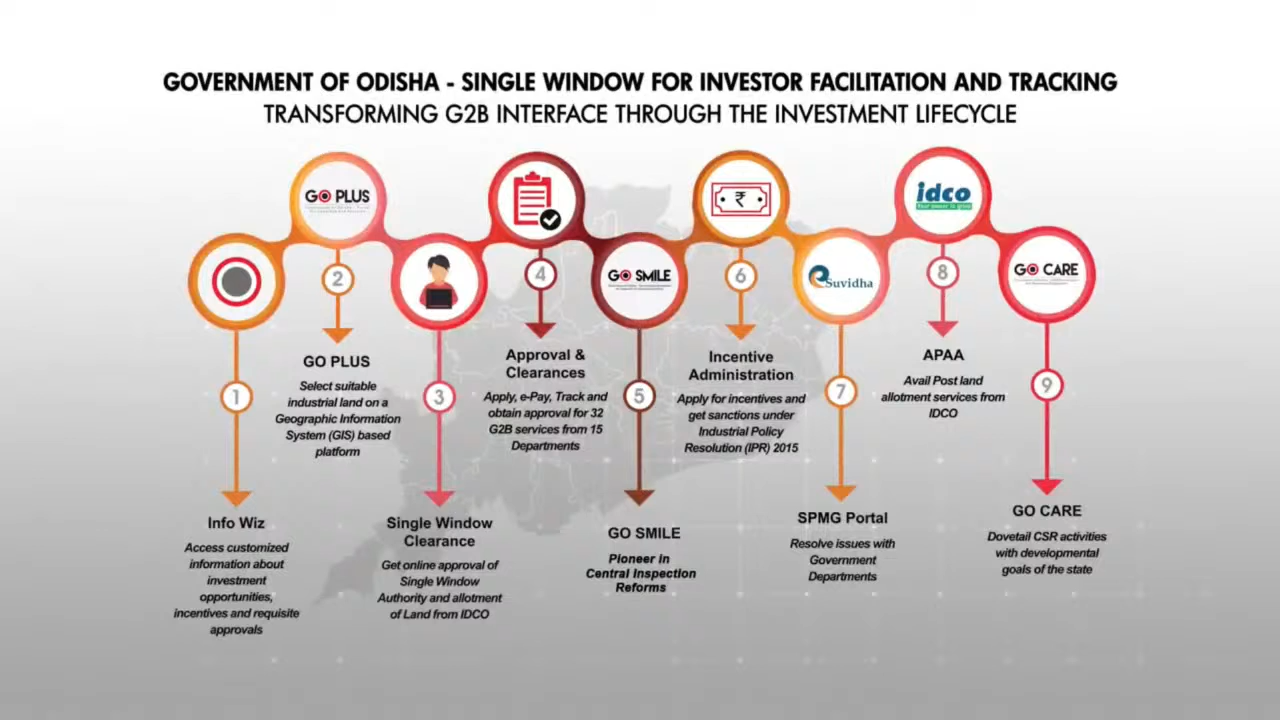 GOVERNMENT OF ODISHA - SINGLE WINDOW FOR INVESTOR FACILITATION AND TRACKING
TRANSFORMING G2B INTERFACE THROUGH THE INVESTMENT LIFECYCLE
1
Info Wiz
Access customized
information about
investment
opportunities,
incentives and requisite
approvals
GO PLUS
2
GO PLUS
Select suitable
industrial land on a
Geographic Information
System (GIS) based
platform
3
Single Window
Clearance
Get online approval of
Single Window
Authority and allotment
of Land from IDCO
4
Approval &
Clearances
Apply, e-Pay, Track and
obtain approval for 32
G2B services from 15
Departments
GO SMILE
5
GO SMILE
Pioneer in
Central Inspection
Reforms
₹
6
Incentive
Administration
Apply for incentives and
get sanctions under
Industrial Policy
Resolution (IPR) 2015
eSuvidha
7
SPMG Portal
Resolve issues with
Government
Departments
idco
8
APAA
Avail Post land
allotment services from
IDCO
GO CARE
9
GO CARE
Dovetail CSR activities
with developmental
goals of the state